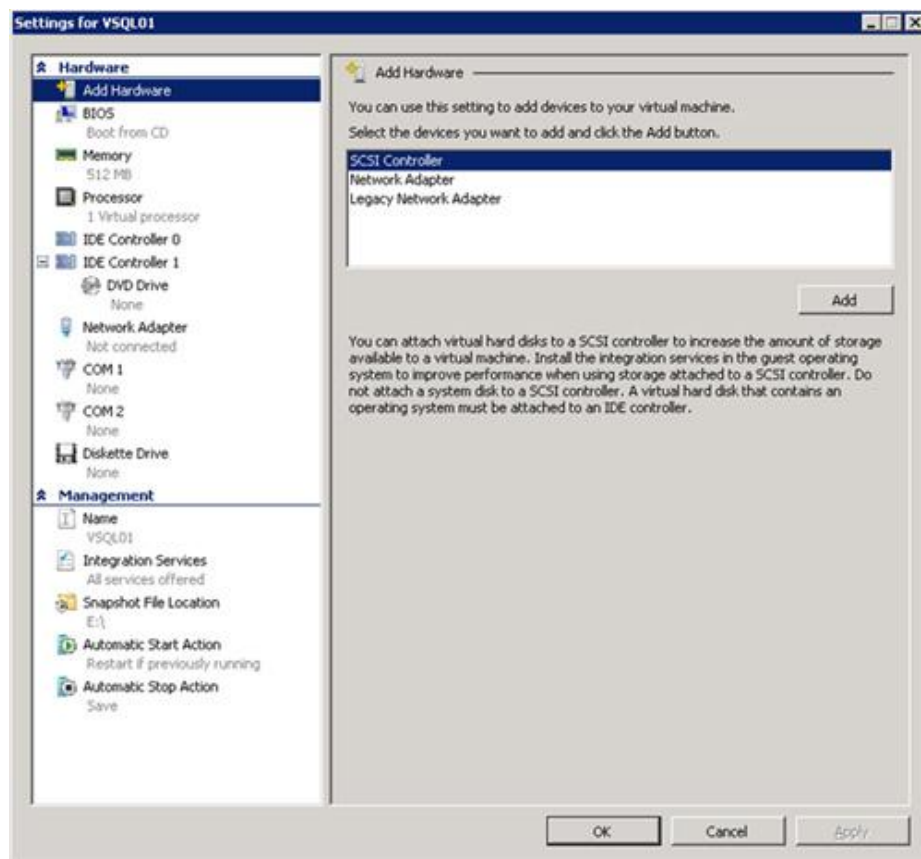 Settings for VSQL01
Hardware
Add Hardware
BIOS
Boot from CD
Memory
512 MB
Processor
1 Virtual processor
IDE Controller 0
IDE Controller 1
DVD Drive
None
Network Adapter
Not connected
COM 1
None
COM 2
None
Diskette Drive
None
Management
Name
VSQL01
Integration Services
All services offered
Snapshot File Location
E:\
Automatic Start Action
Restart if previously running
Automatic Stop Action
Save
Add Hardware
You can use this setting to add devices to your virtual machine.
Select the devices you want to add and click the Add button.
SCSI Controller
Network Adapter
Legacy Network Adapter
Add
You can attach virtual hard disks to a SCSI controller to increase the amount of storage
available to a virtual machine. Install the integration services in the guest operating
system to improve performance when using storage attached to a SCSI controller. Do
not attach a system disk to a SCSI controller. A virtual hard disk that contains an
operating system must be attached to an IDE controller.
OK
Cancel
Apply